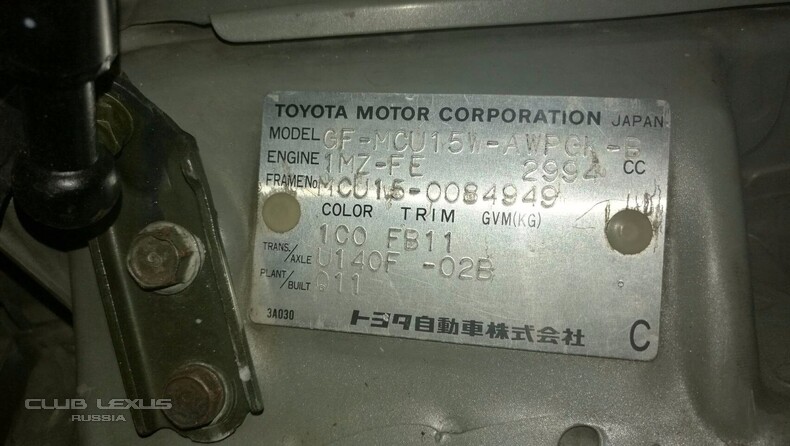 TOYOTA MOTOR CORPORATION JAPAN
MODEL GF-MCU15W-AWPGK-B
ENGINE 1MZ-FE 2994 CC
FRAME No. MCU15-0084949
COLOR TRIM GVM(KG)
1C0 FB11
TRANS./AXLE U140F -02B
PLANT/BUILT 011
3A030 トヨタ自動車株式会社 C
CLUB LEXUS
RUSSIA